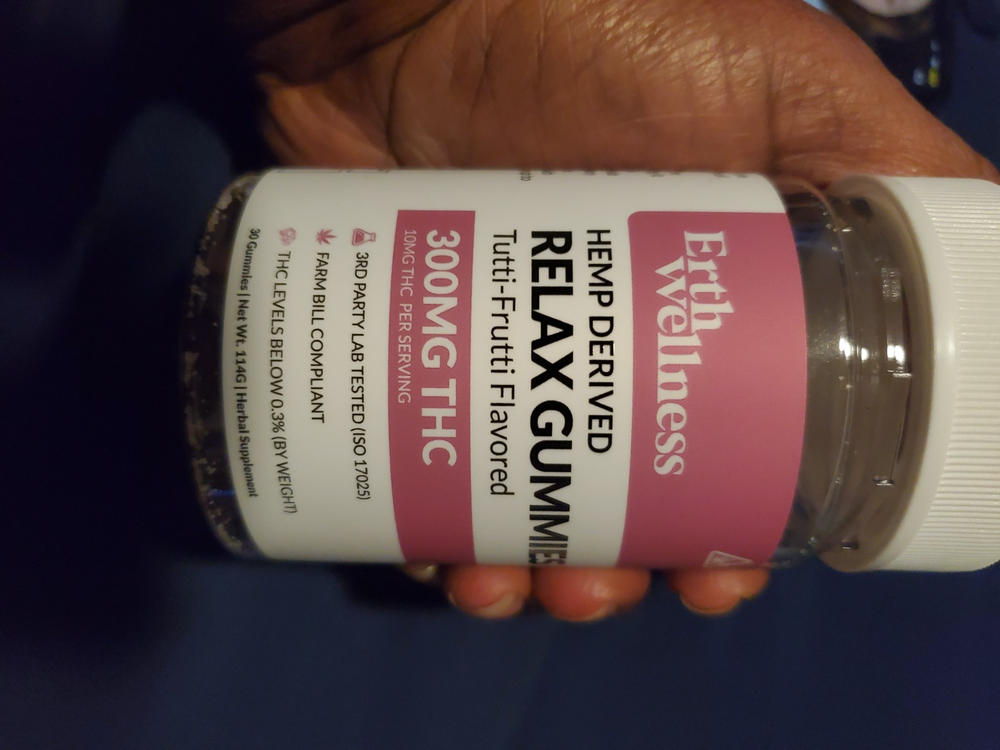 Erth
Wellness
HEMP DERIVED
RELAX GUMMIES
Tutti-Frutti Flavored
300MG THC
10MG THC PER SERVING
3RD PARTY LAB TESTED (ISO 17025)
FARM BILL COMPLIANT
THC LEVELS BELOW 0.3% (BY WEIGHT)
30 Gummies | Net Wt. 114G | Herbal Supplement